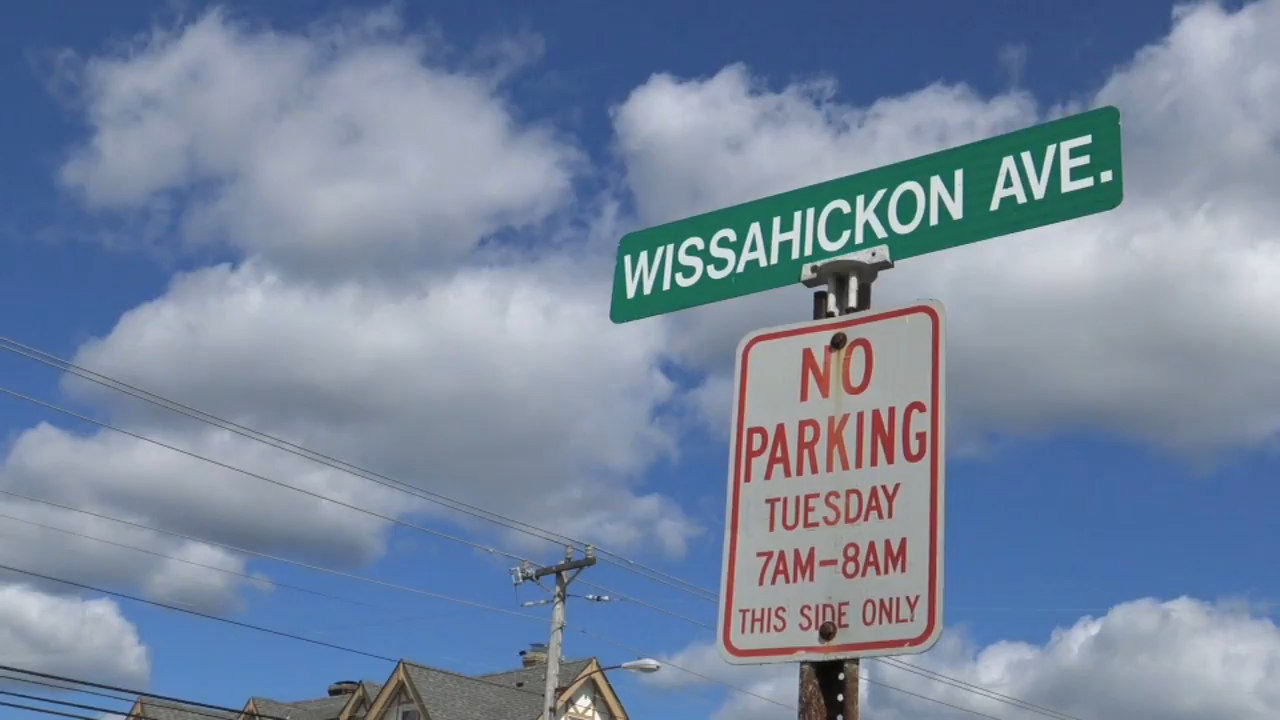 WISSAHICKON AVE.
NO
PARKING
TUESDAY
7AM-8AM
THIS SIDE ONLY